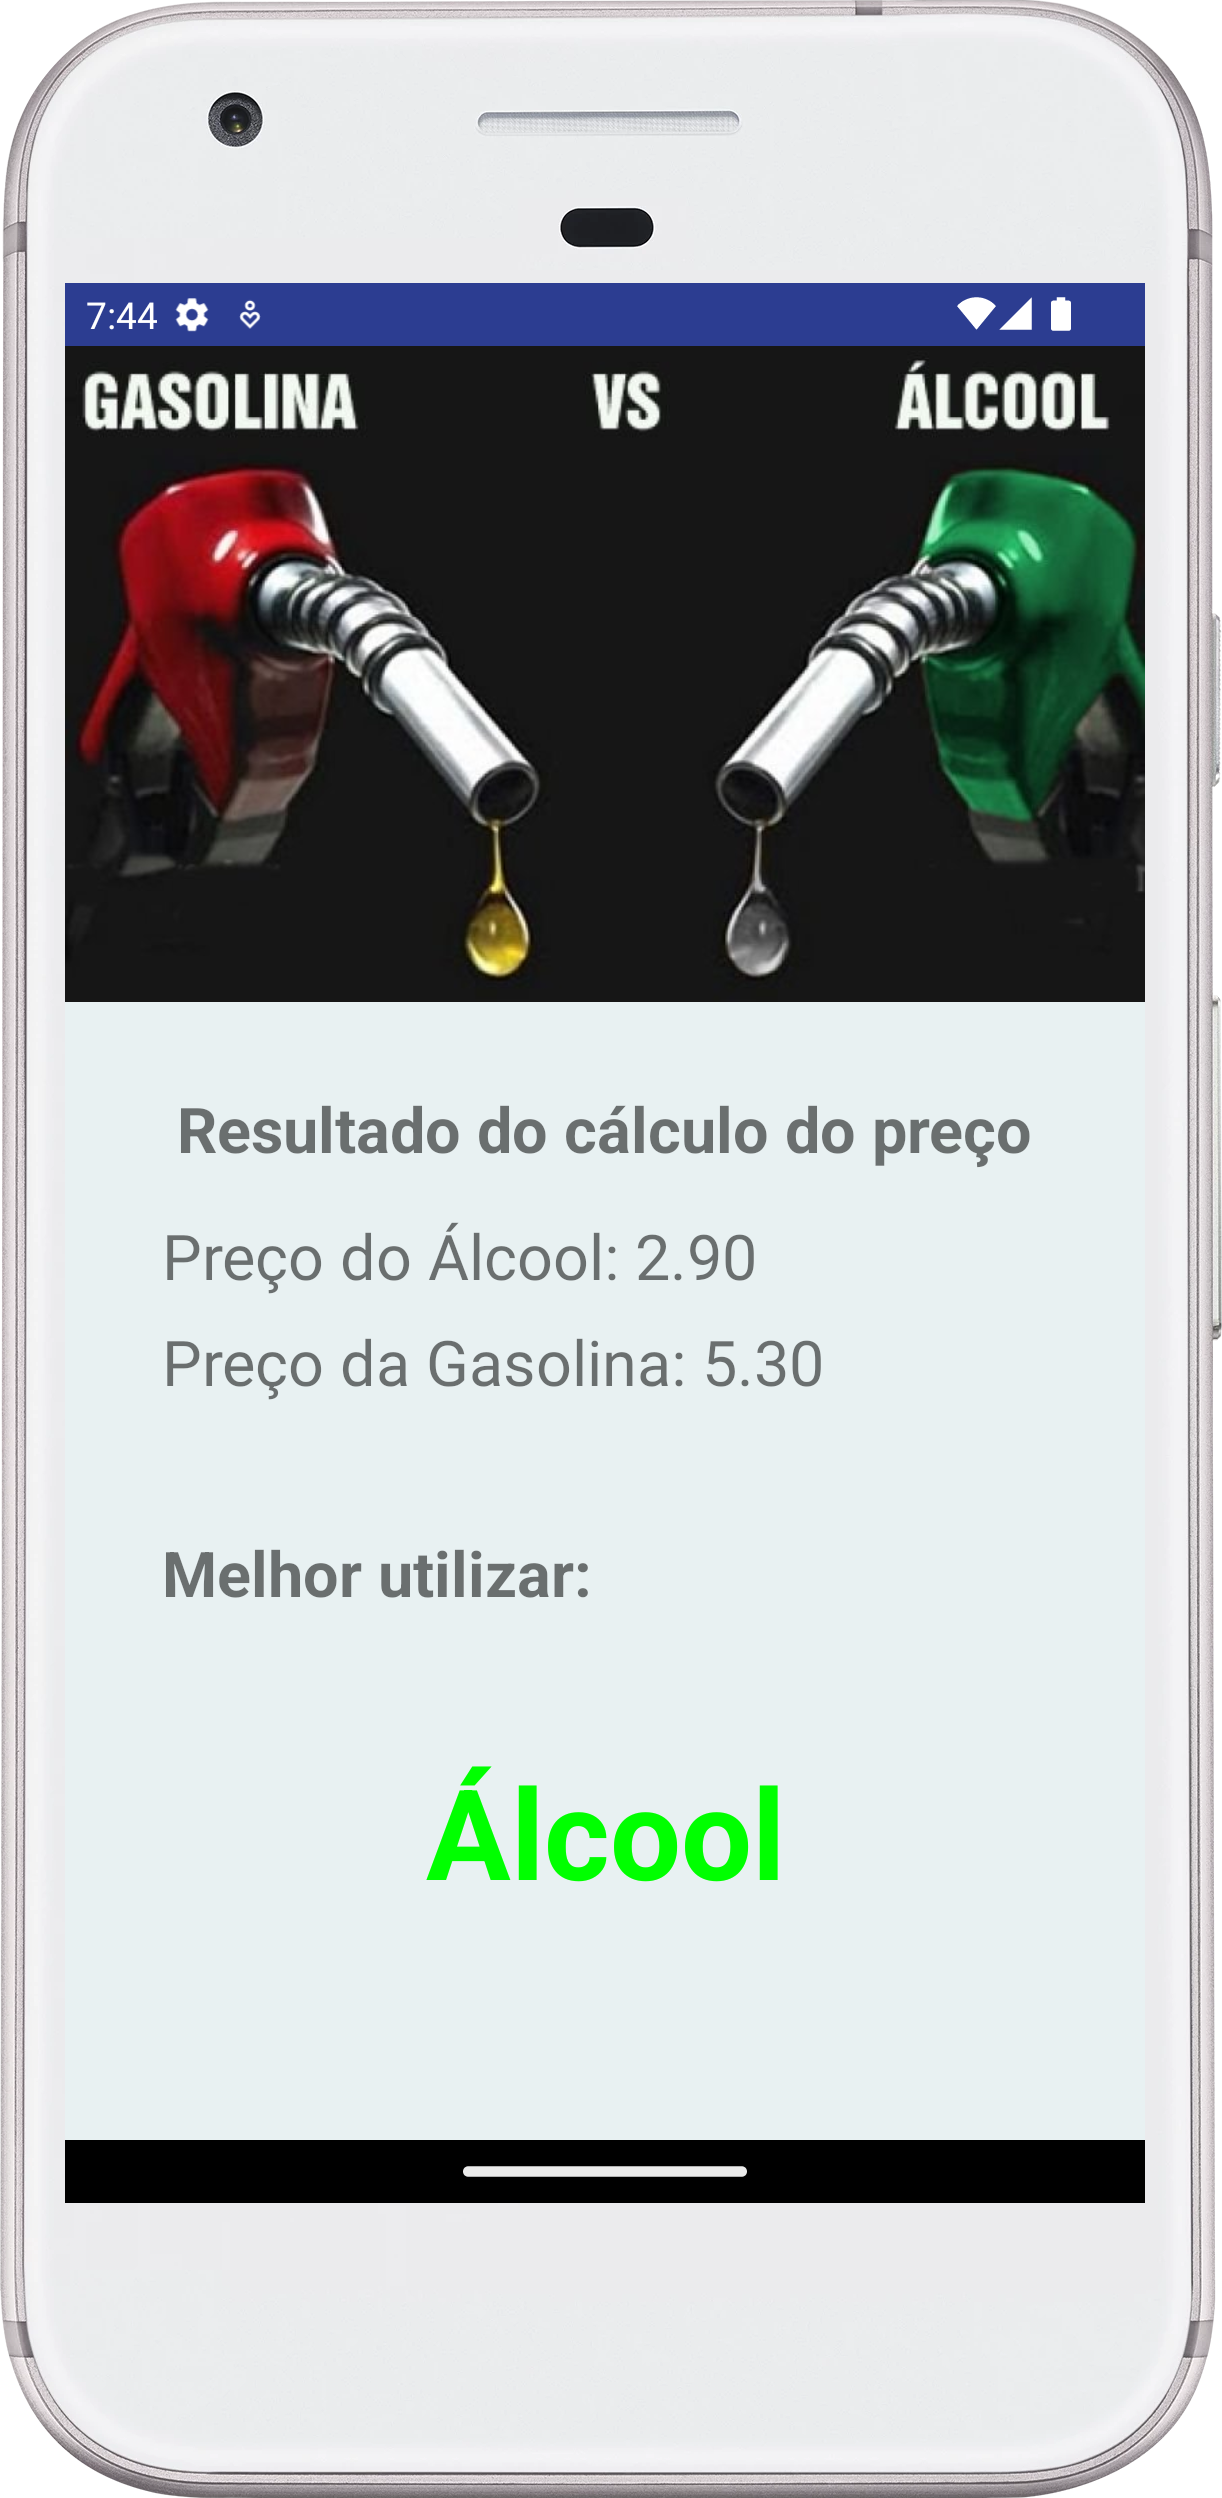 7:44
GASOLINA VS ÁLCOOL
Resultado do cálculo do preço
Preço do Álcool: 2.90
Preço da Gasolina: 5.30
Melhor utilizar:
Álcool